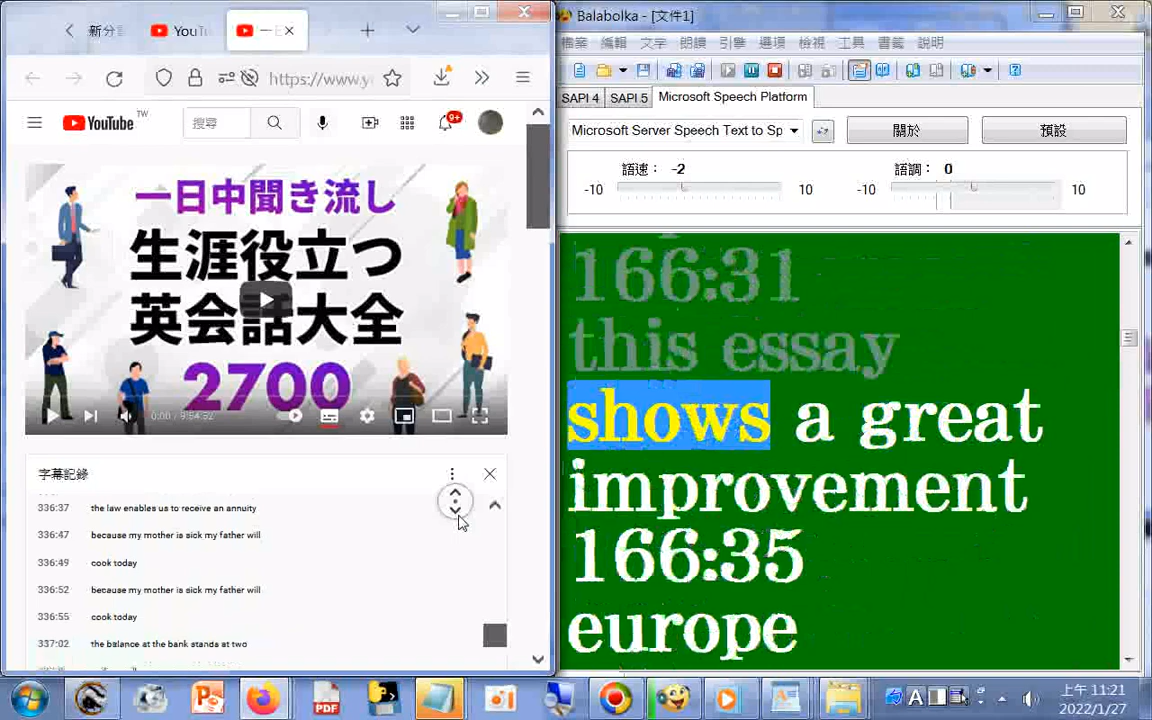 新分
YouTu
一E
https://www.y
YouTube TW
搜尋
9+
一日中聞き流し
生涯役立つ
英会話大全
2700
0:00 / 9:54:52
字幕記錄
336:37 the law enables us to receive an annuity
336:47 because my mother is sick my father will
336:49 cook today
336:52 because my mother is sick my father will
336:55 cook today
337:02 the balance at the bank stands at two
Balabolka - [文件1]
檔案 編輯 文字 朗讀 引擎 選項 檢視 工具 書籤 說明
SAPI 4 SAPI 5 Microsoft Speech Platform
Microsoft Server Speech Text to Sp 關於 預設
語速： -2 語調： 0
-10 10 -10 10
166:31
this essay
shows a great
improvement
166:35
europe
PDF
A
上午 11:21
2022/1/27